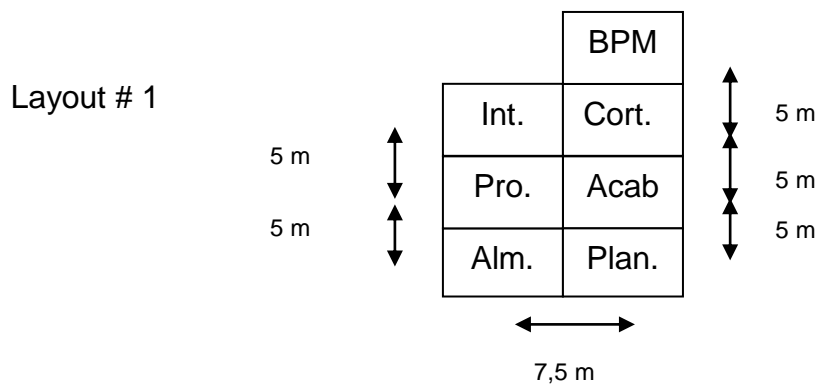 BPM
Layout # 1
Int. Cort.
5 m
5 m
Pro. Acab
5 m
5 m
5 m
Alm. Plan.
7,5 m